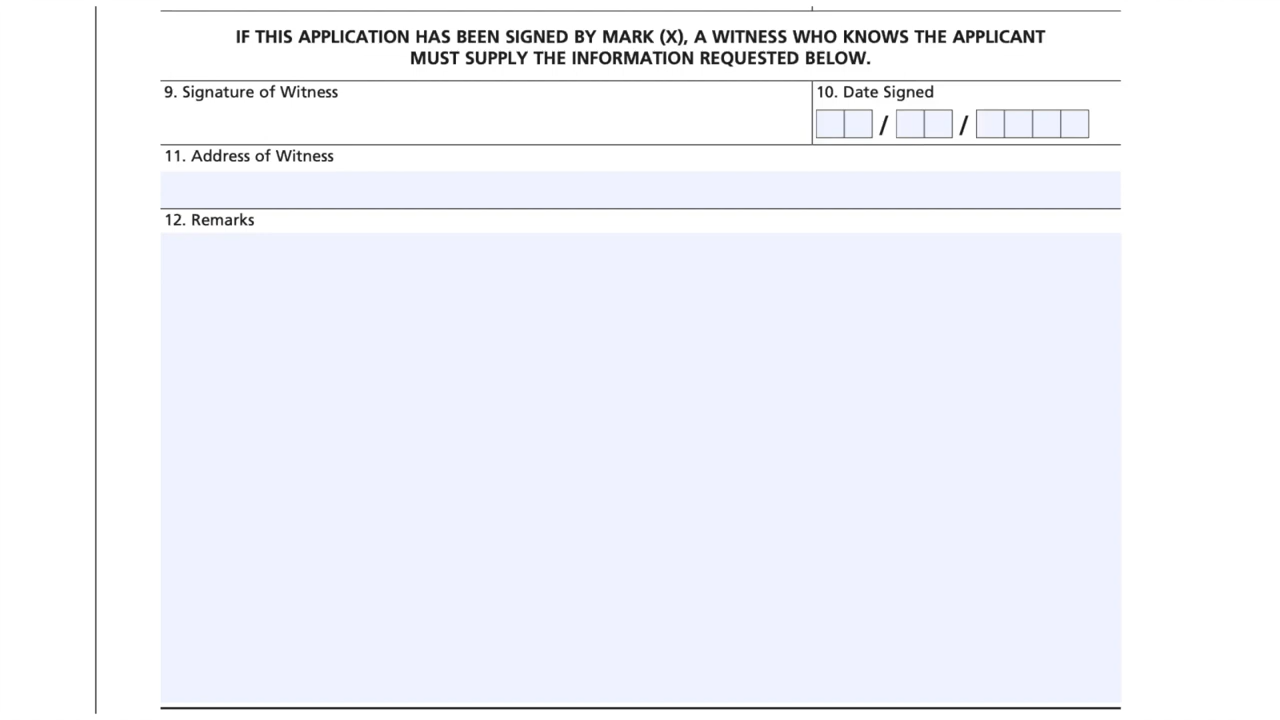 IF THIS APPLICATION HAS BEEN SIGNED BY MARK (X), A WITNESS WHO KNOWS THE APPLICANT
MUST SUPPLY THE INFORMATION REQUESTED BELOW.
9. Signature of Witness
10. Date Signed
/ /
11. Address of Witness
12. Remarks